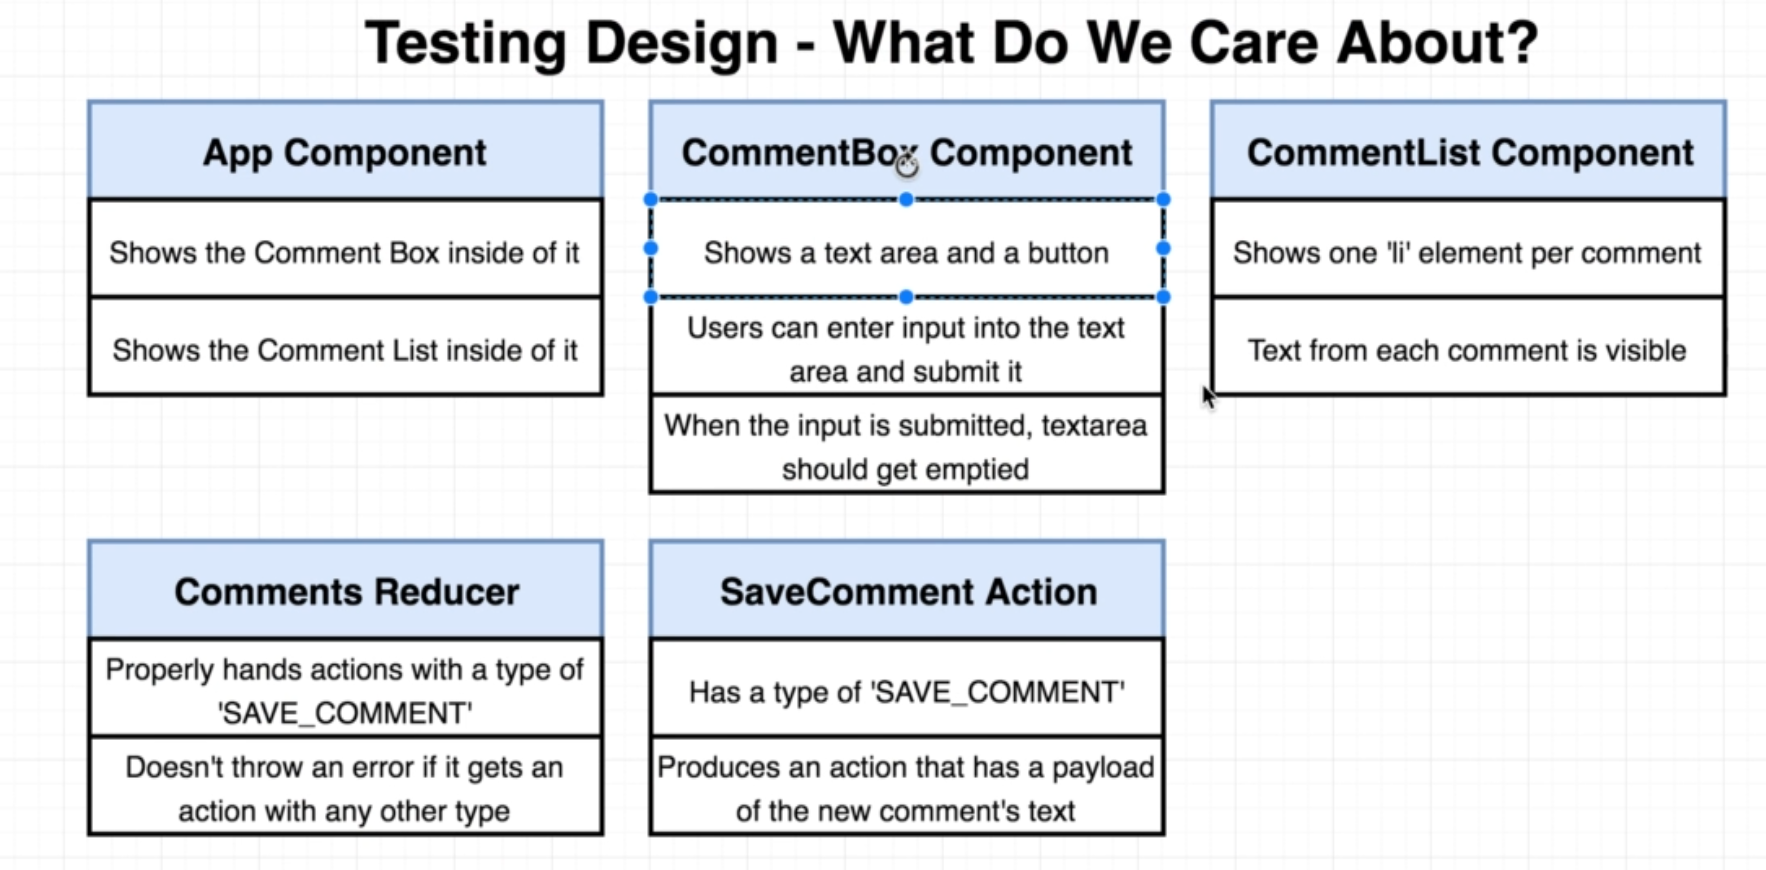 Testing Design - What Do We Care About?
App Component
Shows the Comment Box inside of it
Shows the Comment List inside of it
CommentBox Component
Shows a text area and a button
Users can enter input into the text
area and submit it
When the input is submitted, textarea
should get emptied
CommentList Component
Shows one 'li' element per comment
Text from each comment is visible
Comments Reducer
Properly hands actions with a type of
'SAVE_COMMENT'
Doesn't throw an error if it gets an
action with any other type
SaveComment Action
Has a type of 'SAVE_COMMENT'
Produces an action that has a payload
of the new comment's text